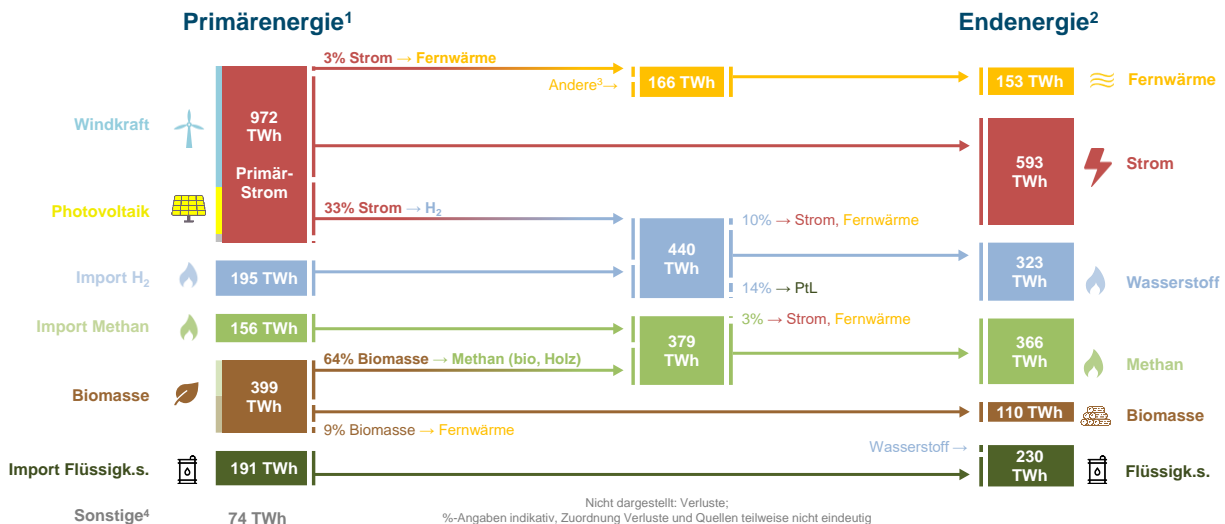 Primärenergie¹
Endenergie²
3% Strom → Fernwärme
Andere³→
166 TWh
153 TWh
Fernwärme
Windkraft
972
TWh
Primär-
Strom
593
TWh
Strom
Photovoltaik
33% Strom → H₂
10% → Strom, Fernwärme
440
TWh
Import H₂
195 TWh
323
TWh
Wasserstoff
14% → PtL
Import Methan
156 TWh
3% → Strom, Fernwärme
379
TWh
366
TWh
Methan
64% Biomasse → Methan (bio, Holz)
Biomasse
399
TWh
110 TWh
Biomasse
9% Biomasse → Fernwärme
Wasserstoff →
Import Flüssigk.s.
191 TWh
230
TWh
Flüssigk.s.
Sonstige⁴
74 TWh
Nicht dargestellt: Verluste;
%-Angaben indikativ, Zuordnung Verluste und Quellen teilweise nicht eindeutig